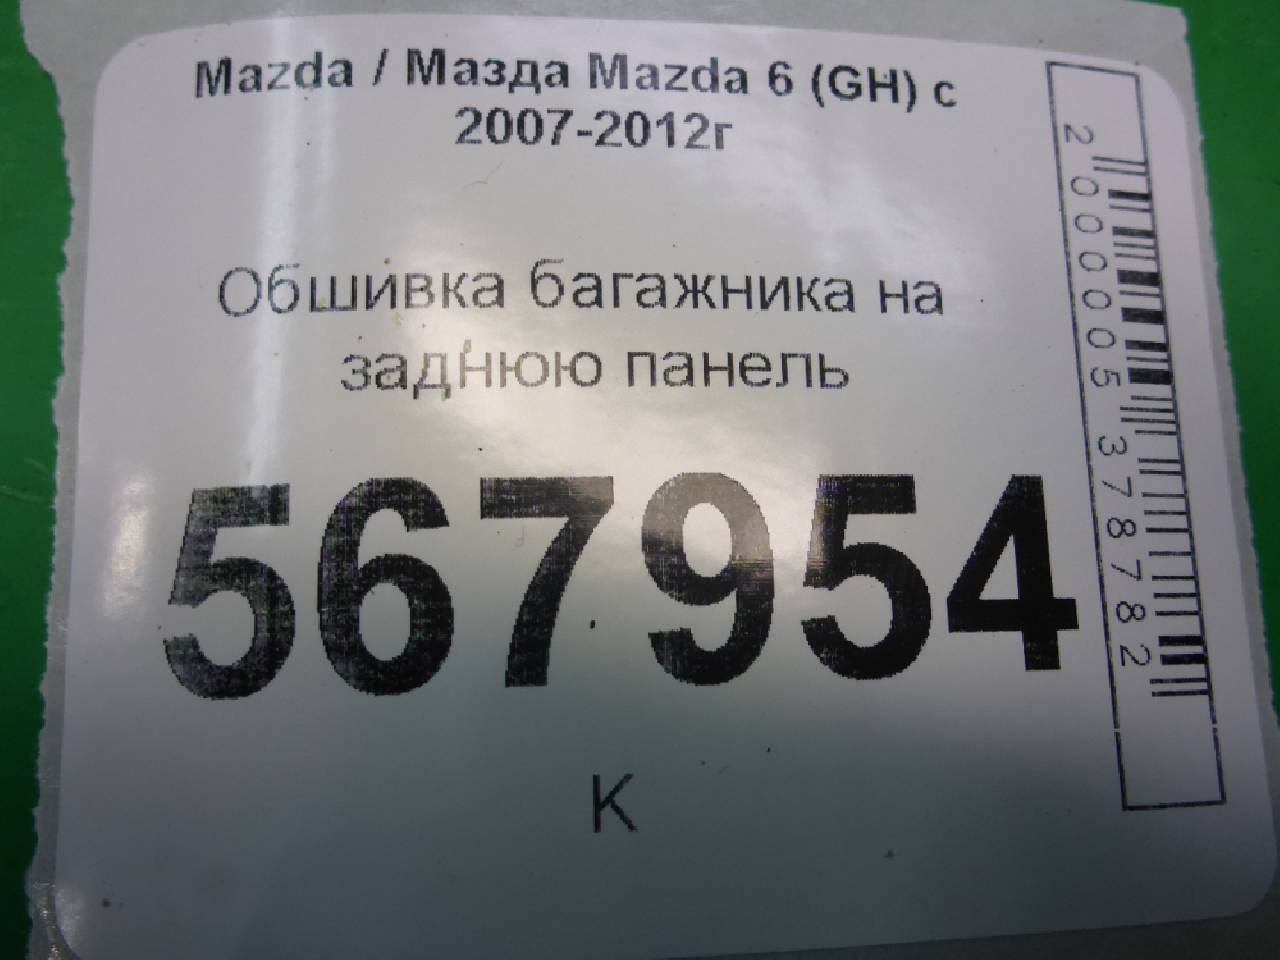 Mazda / Мазда Mazda 6 (GH) с
2007-2012г
Обшивка багажника на
заднюю панель
567954
К
2000005378782